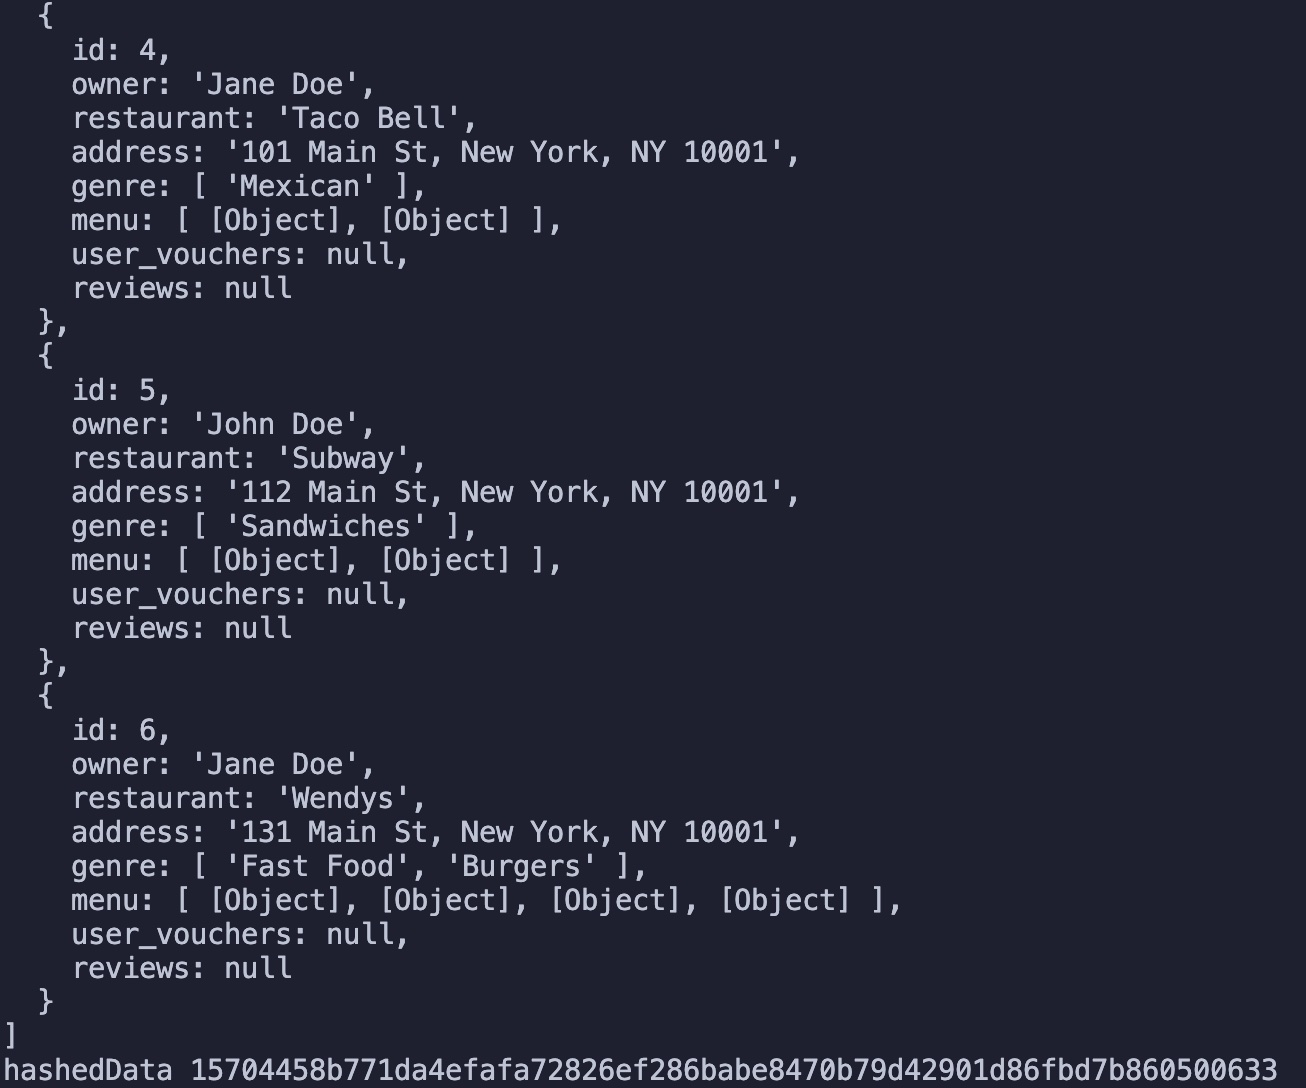 {
id: 4,
owner: 'Jane Doe',
restaurant: 'Taco Bell',
address: '101 Main St, New York, NY 10001',
genre: [ 'Mexican' ],
menu: [ [Object], [Object] ],
user_vouchers: null,
reviews: null
},
{
id: 5,
owner: 'John Doe',
restaurant: 'Subway',
address: '112 Main St, New York, NY 10001',
genre: [ 'Sandwiches' ],
menu: [ [Object], [Object] ],
user_vouchers: null,
reviews: null
},
{
id: 6,
owner: 'Jane Doe',
restaurant: 'Wendys',
address: '131 Main St, New York, NY 10001',
genre: [ 'Fast Food', 'Burgers' ],
menu: [ [Object], [Object], [Object], [Object] ],
user_vouchers: null,
reviews: null
}
]
hashedData 15704458b771da4efafa72826ef286babe8470b79d42901d86fbd7b860500633